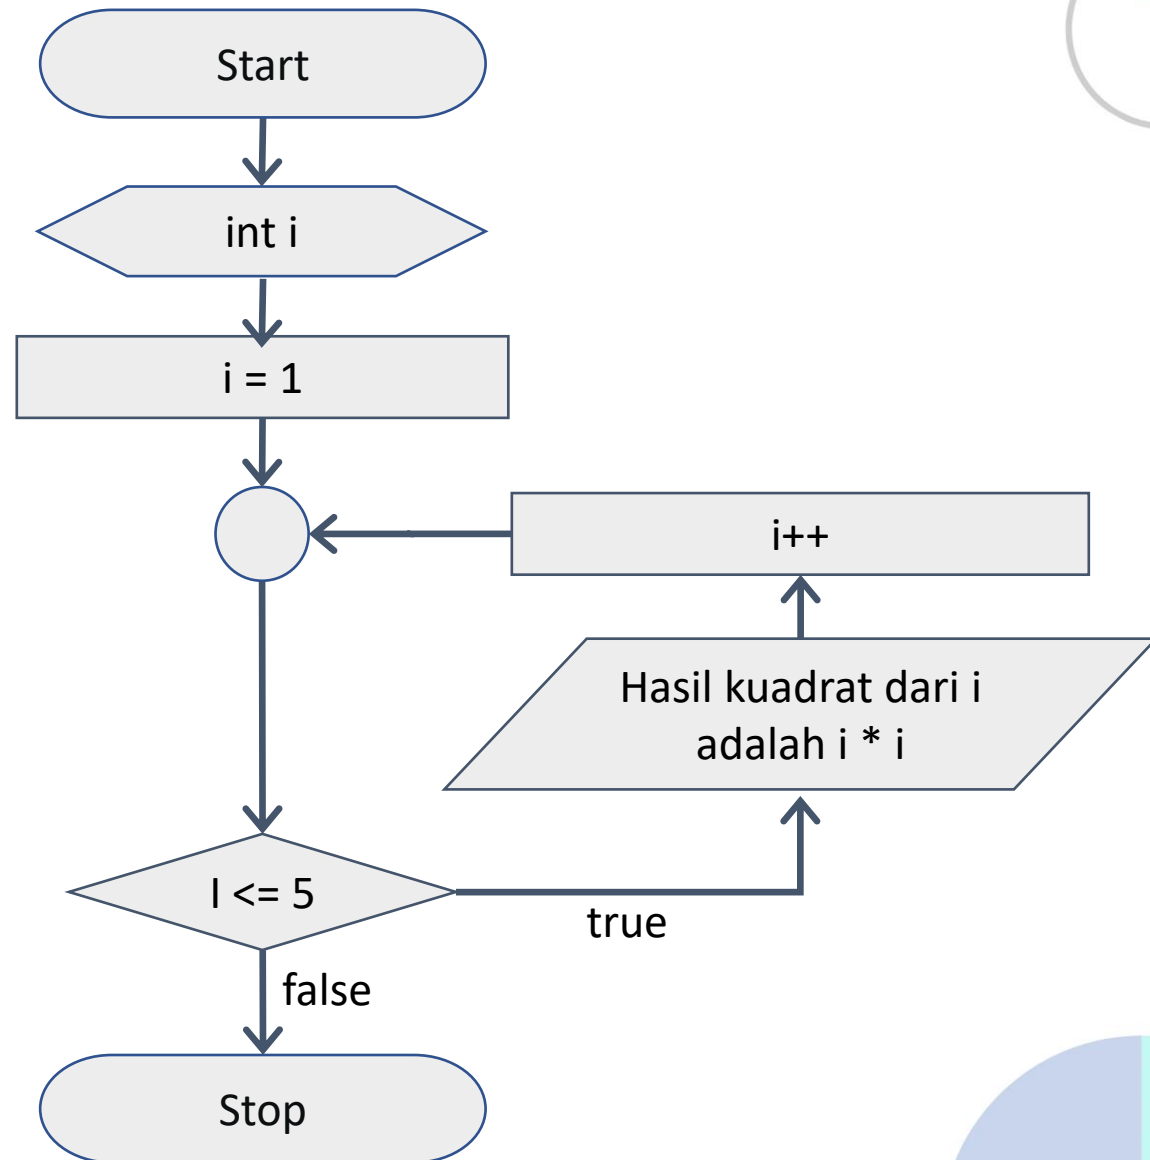 Start
int i
i = 1
i++
Hasil kuadrat dari i
adalah i * i
I <= 5
true
false
Stop